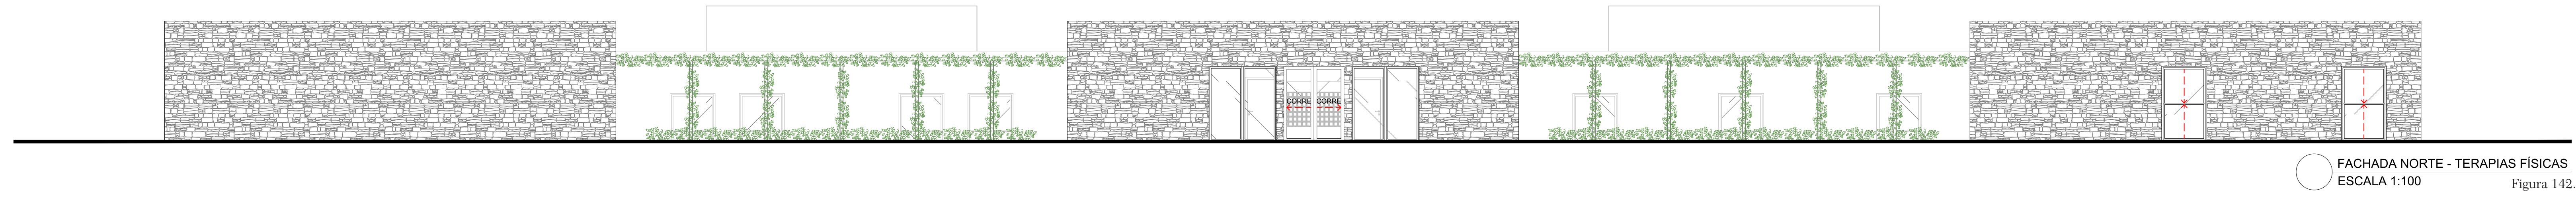 CORRE CORRE
FACHADA NORTE - TERAPIAS FÍSICAS
ESCALA 1:100
Figura 142.